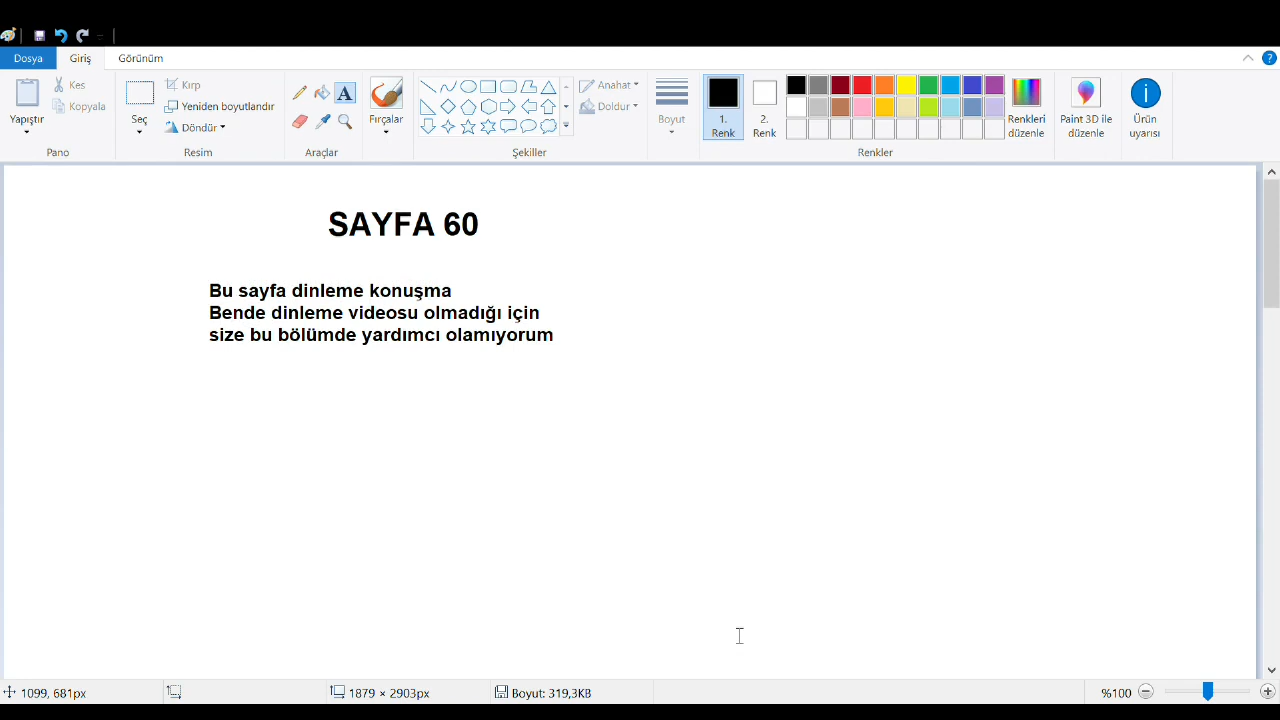 Dosya
Giriş
Görünüm
Yapıştır
Kes
Kopyala
Pano
Seç
Kırp
Yeniden boyutlandır
Döndür
Resim
A
Araçlar
Fırçalar
Şekiller
Anahat
Doldur
Boyut
1. Renk
2. Renk
Renkler
Renkleri düzenle
Paint 3D ile düzenle
Ürün uyarısı
SAYFA 60
Bu sayfa dinleme konuşma
Bende dinleme videosu olmadığı için
size bu bölümde yardımcı olamıyorum
1099, 681px
1879 × 2903px
Boyut: 319,3KB
%100